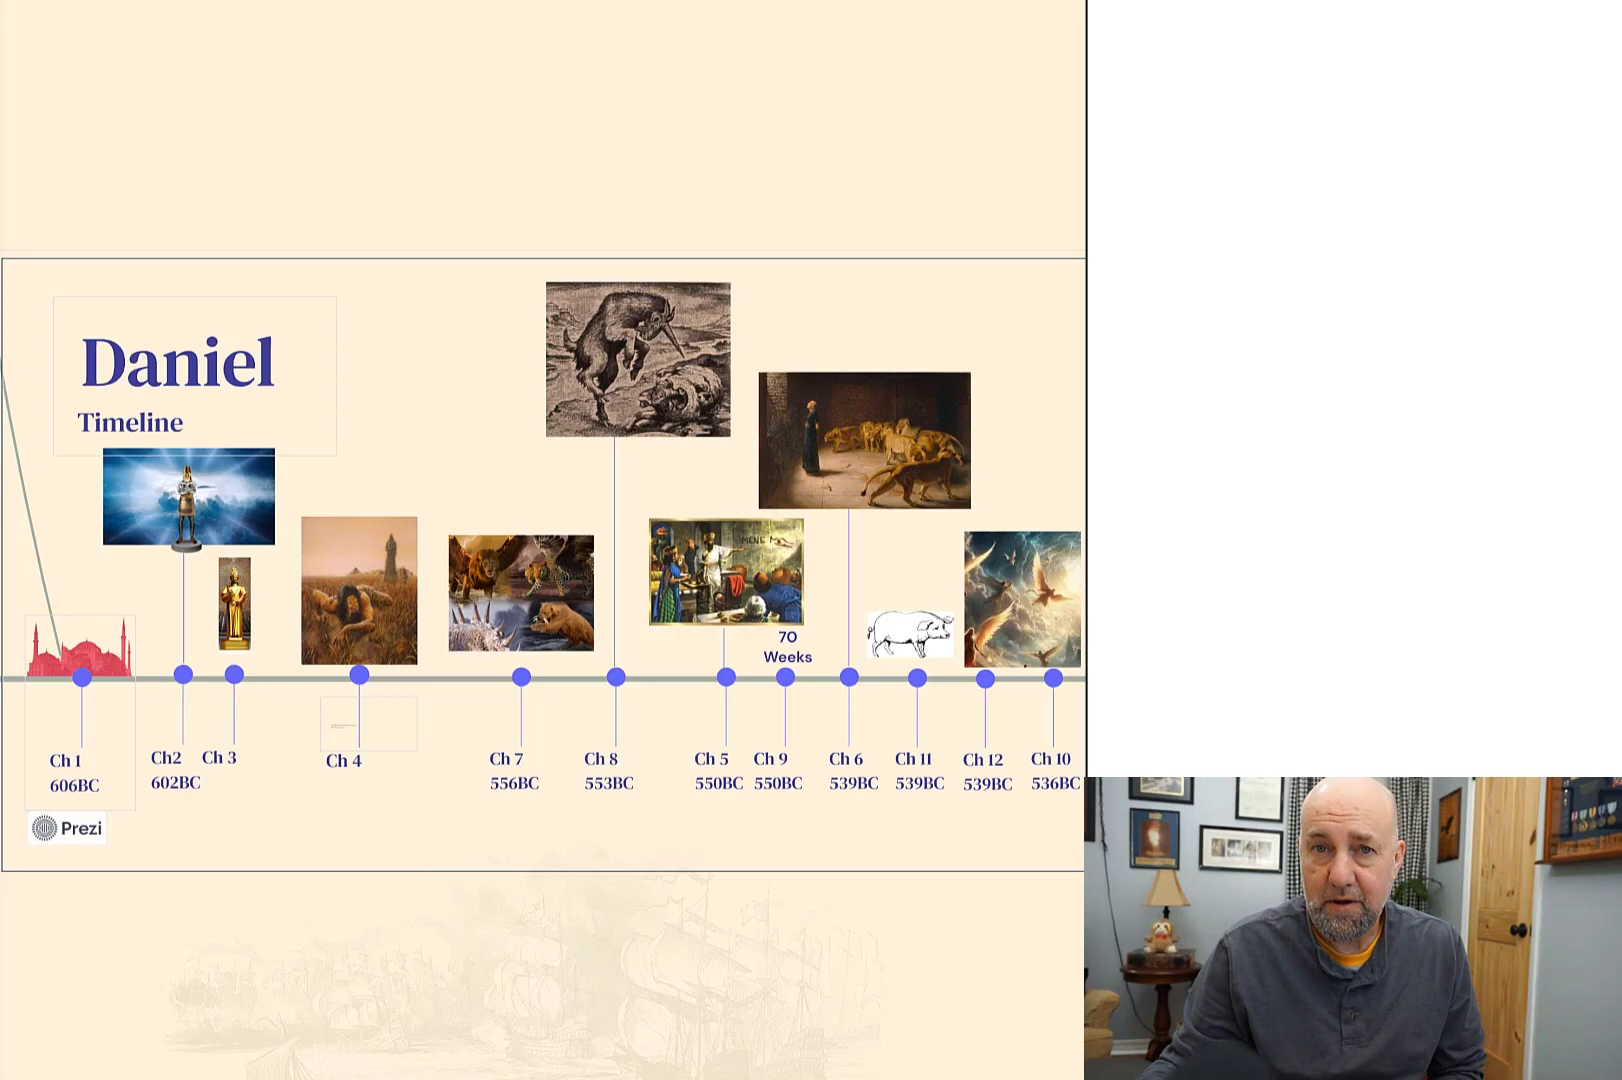 Daniel
Timeline
MENE M
70
Weeks
Ch 1
606BC
Ch2
602BC
Ch 3
Ch 4
Ch 7
556BC
Ch 8
553BC
Ch 5
550BC
Ch 9
550BC
Ch 6
539BC
Ch 11
539BC
Ch 12
539BC
Ch 10
536BC
Prezi